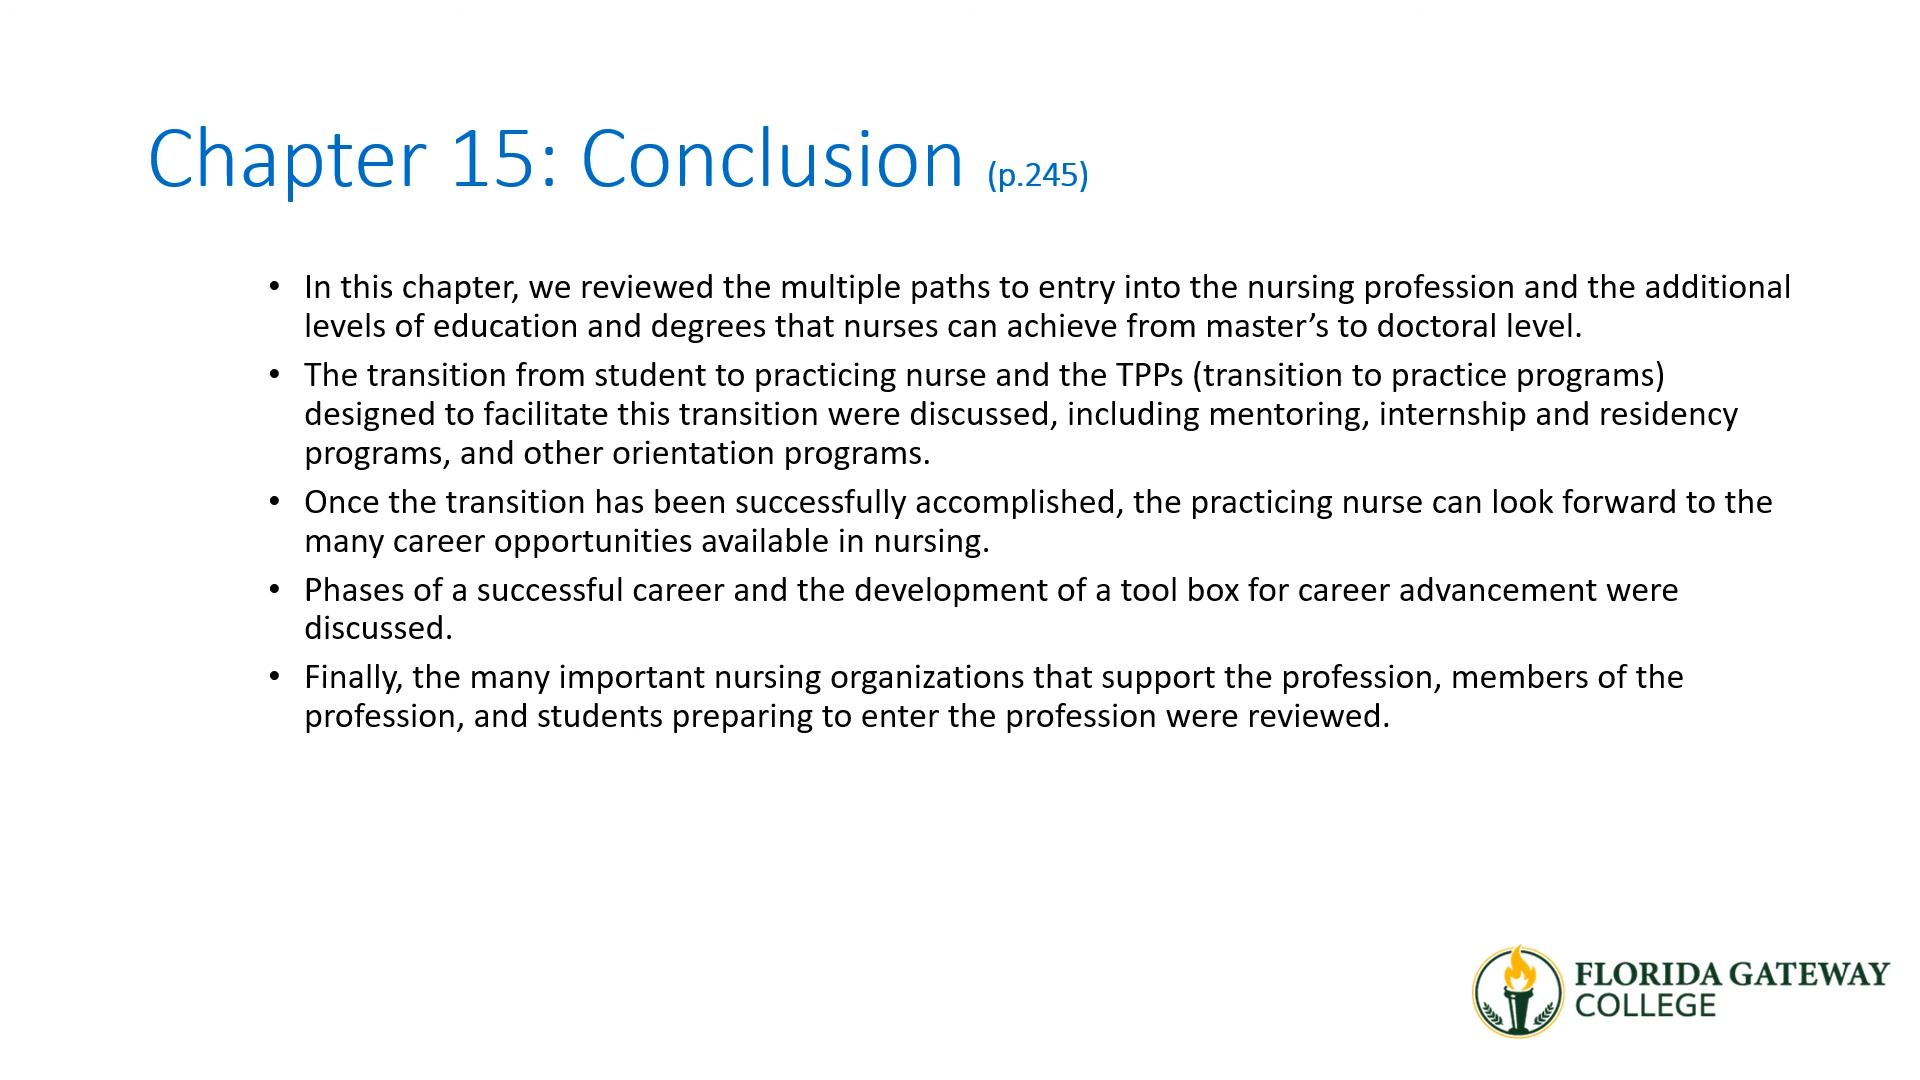 Chapter 15: Conclusion (p.245)
• In this chapter, we reviewed the multiple paths to entry into the nursing profession and the additional
levels of education and degrees that nurses can achieve from master’s to doctoral level.
• The transition from student to practicing nurse and the TPPs (transition to practice programs)
designed to facilitate this transition were discussed, including mentoring, internship and residency
programs, and other orientation programs.
• Once the transition has been successfully accomplished, the practicing nurse can look forward to the
many career opportunities available in nursing.
• Phases of a successful career and the development of a tool box for career advancement were
discussed.
• Finally, the many important nursing organizations that support the profession, members of the
profession, and students preparing to enter the profession were reviewed.
FLORIDA GATEWAY
COLLEGE